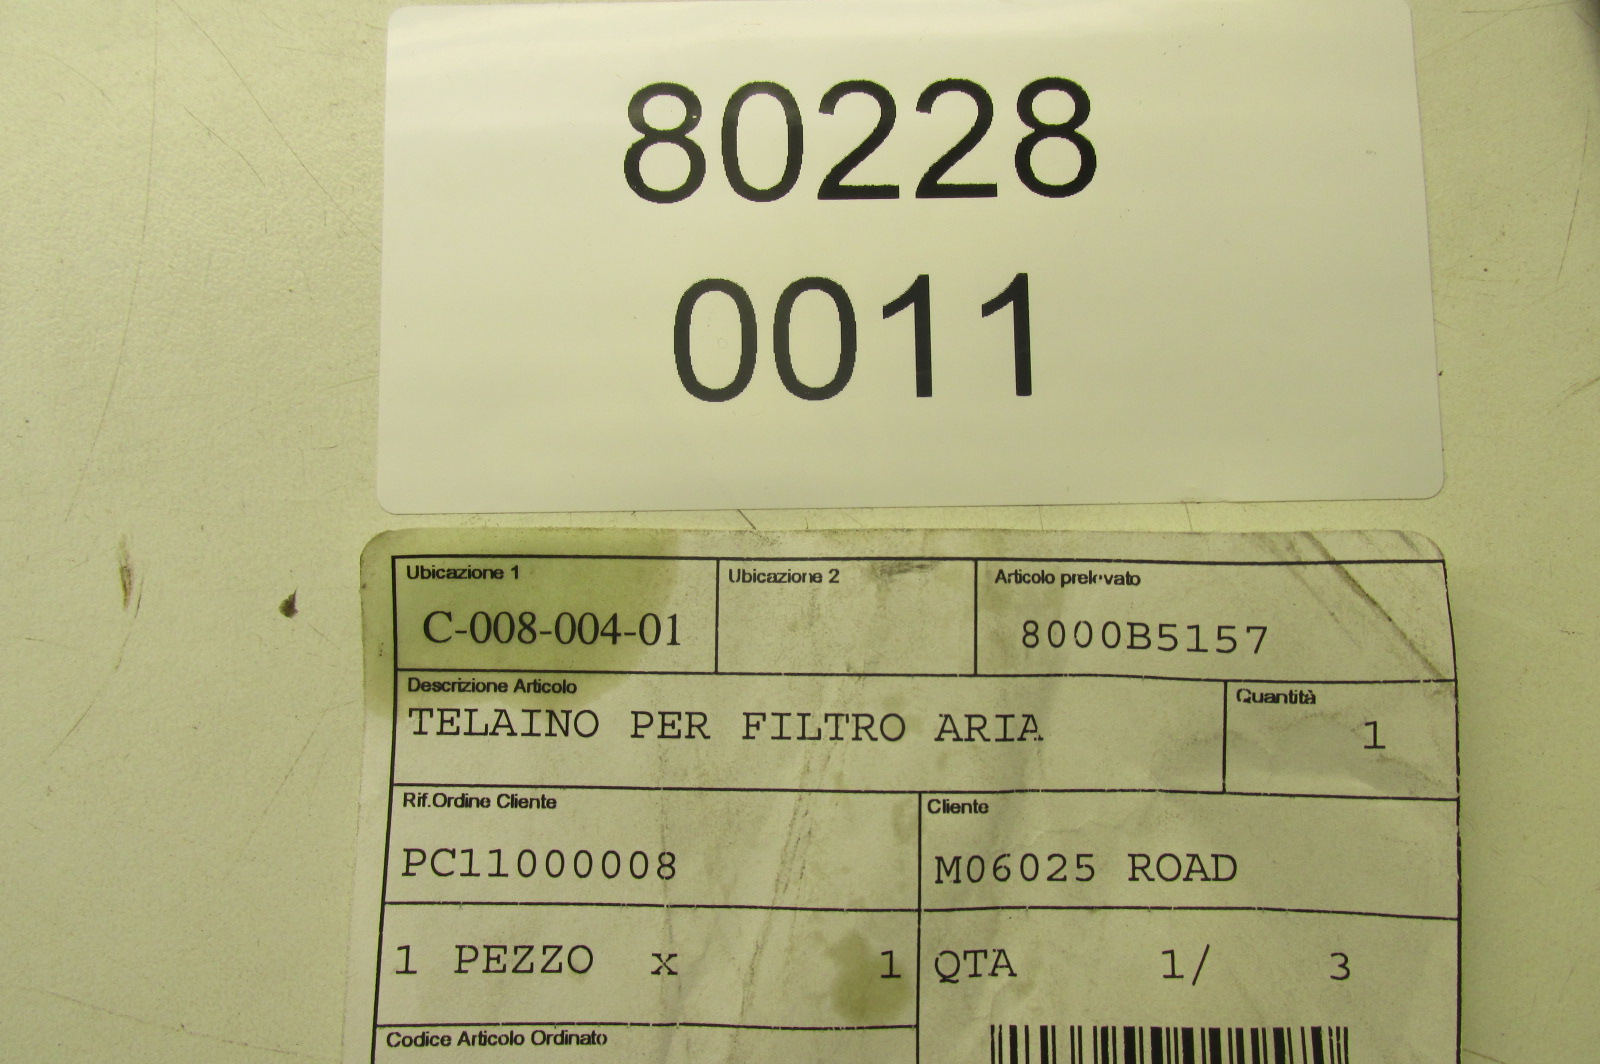 80228
0011
Ubicazione 1 Ubicazione 2 Articolo prelevato
C-008-004-01 8000B5157
Descrizione Articolo Quantità
TELAINO PER FILTRO ARIA 1
Rif.Ordine Cliente Cliente
PC11000008 M06025 ROAD
1 PEZZO x 1 QTA 1/ 3
Codice Articolo Ordinato